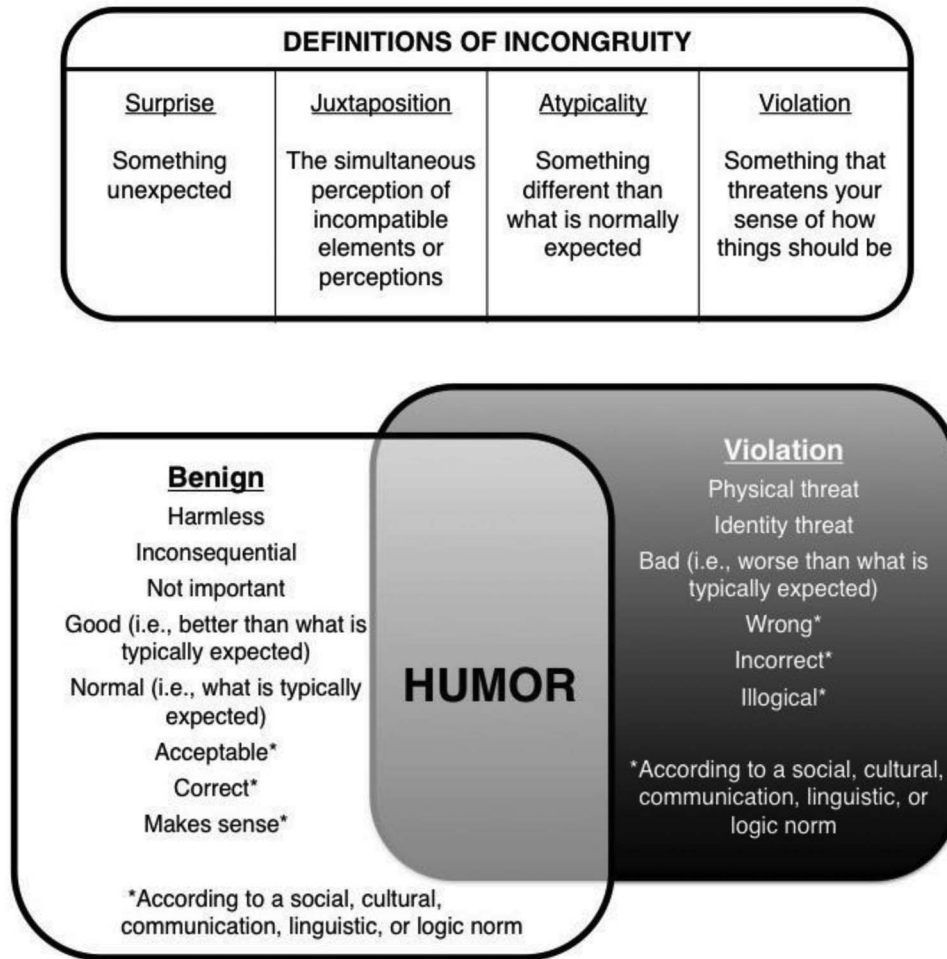 DEFINITIONS OF INCONGRUITY
Surprise
Something
unexpected
Juxtaposition
The simultaneous
perception of
incompatible
elements or
perceptions
Atypicality
Something
different than
what is normally
expected
Violation
Something that
threatens your
sense of how
things should be
Benign
Harmless
Inconsequential
Not important
Good (i.e., better than what is
typically expected)
Normal (i.e., what is typically
expected)
Acceptable*
Correct*
Makes sense*
*According to a social, cultural,
communication, linguistic, or logic norm
HUMOR
Violation
Physical threat
Identity threat
Bad (i.e., worse than what is
typically expected)
Wrong*
Incorrect*
Illogical*
*According to a social, cultural,
communication, linguistic, or
logic norm